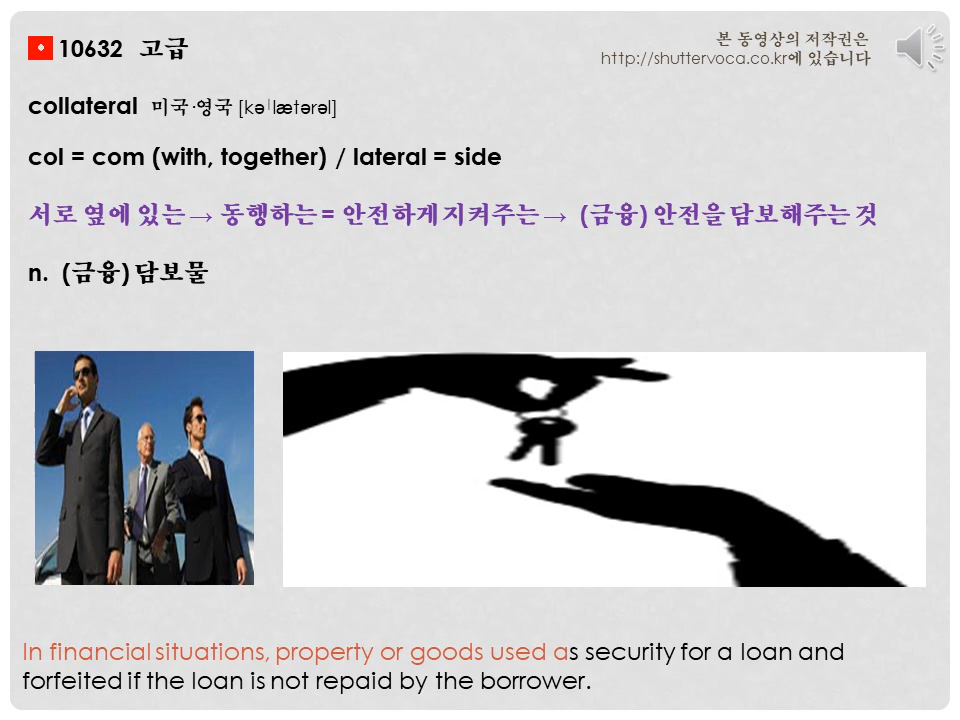 10632 고급
본 동영상의 저작권은
http://shuttervoca.co.kr에 있습니다
collateral 미국·영국 [kəˈlætərəl]
col = com (with, together) / lateral = side
서로 옆에 있는→ 동행하는= 안전하게 지켜주는→ (금융) 안전을 담보해주는 것
n. (금융) 담보물
In financial situations, property or goods used as security for a loan and
forfeited if the loan is not repaid by the borrower.